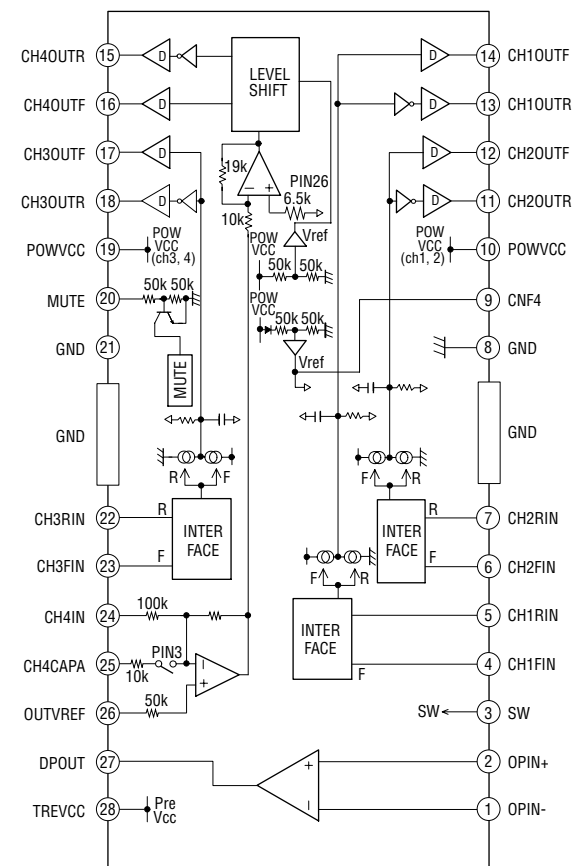 CH4OUTR 15 D
CH4OUTF 16 D
CH3OUTF 17 D
CH3OUTR 18 D
POWVCC 19 POW VCC (ch3, 4)
MUTE 20 50k 50k
GND 21
MUTE
GND
CH3RIN 22 R
CH3FIN 23 F
INTER FACE
R F
CH4IN 24 100k
CH4CAPA 25 10k PIN3
OUTVREF 26 50k
DPOUT 27
TREVCC 28 Pre Vcc
LEVEL SHIFT
19k
10k
PIN26
6.5k
− +
POW VCC
50k 50k
Vref
POW VCC
50k 50k
Vref
− +
D 14 CH1OUTF
D 13 CH1OUTR
D 12 CH2OUTF
D 11 CH2OUTR
POW VCC (ch1, 2) 10 POWVCC
9 CNF4
8 GND
GND
F R
INTER FACE
R 7 CH2RIN
F 6 CH2FIN
F R
INTER FACE
5 CH1RIN
F 4 CH1FIN
SW 3 SW
+ 2 OPIN+
− 1 OPIN-